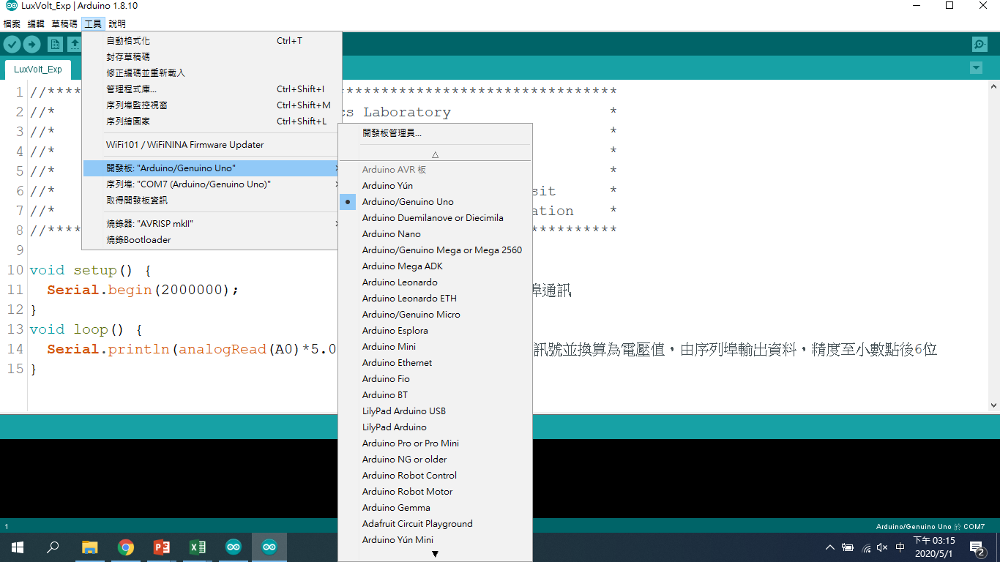 LuxVolt_Exp | Arduino 1.8.10
檔案 編輯 草稿碼 工具 說明
LuxVolt_Exp
自動格式化 Ctrl+T
封存草稿碼
修正編碼並重新載入
管理程式庫... Ctrl+Shift+I
序列埠監控視窗 Ctrl+Shift+M
序列繪圖家 Ctrl+Shift+L
WiFi101 / WiFiNINA Firmware Updater
開發板: "Arduino/Genuino Uno"
序列埠: "COM7 (Arduino/Genuino Uno)"
取得開發板資訊
燒錄器: "AVRISP mkII"
燒錄Bootloader
開發板管理員...
Arduino AVR 板
Arduino Yún
Arduino/Genuino Uno
Arduino Duemilanove or Diecimila
Arduino Nano
Arduino/Genuino Mega or Mega 2560
Arduino Mega ADK
Arduino Leonardo
Arduino Leonardo ETH
Arduino/Genuino Micro
Arduino Esplora
Arduino Mini
Arduino Ethernet
Arduino Fio
Arduino BT
LilyPad Arduino USB
LilyPad Arduino
Arduino Pro or Pro Mini
Arduino NG or older
Arduino Robot Control
Arduino Robot Motor
Arduino Gemma
Adafruit Circuit Playground
Arduino Yún Mini
1 //**** ********************************
2 //* cs Laboratory *
3 //* *
4 //* *
5 //* *
6 //* sit *
7 //* ation *
8 //**** **********
9
10 void setup() {
11 Serial.begin(2000000); 埠通訊
12 }
13 void loop() {
14 Serial.println(analogRead(A0)*5.0 訊號並換算為電壓值，由序列埠輸出資料，精度至小數點後6位
15 }
1 Arduino/Genuino Uno 於 COM7
中 下午 03:15
2020/5/1
2